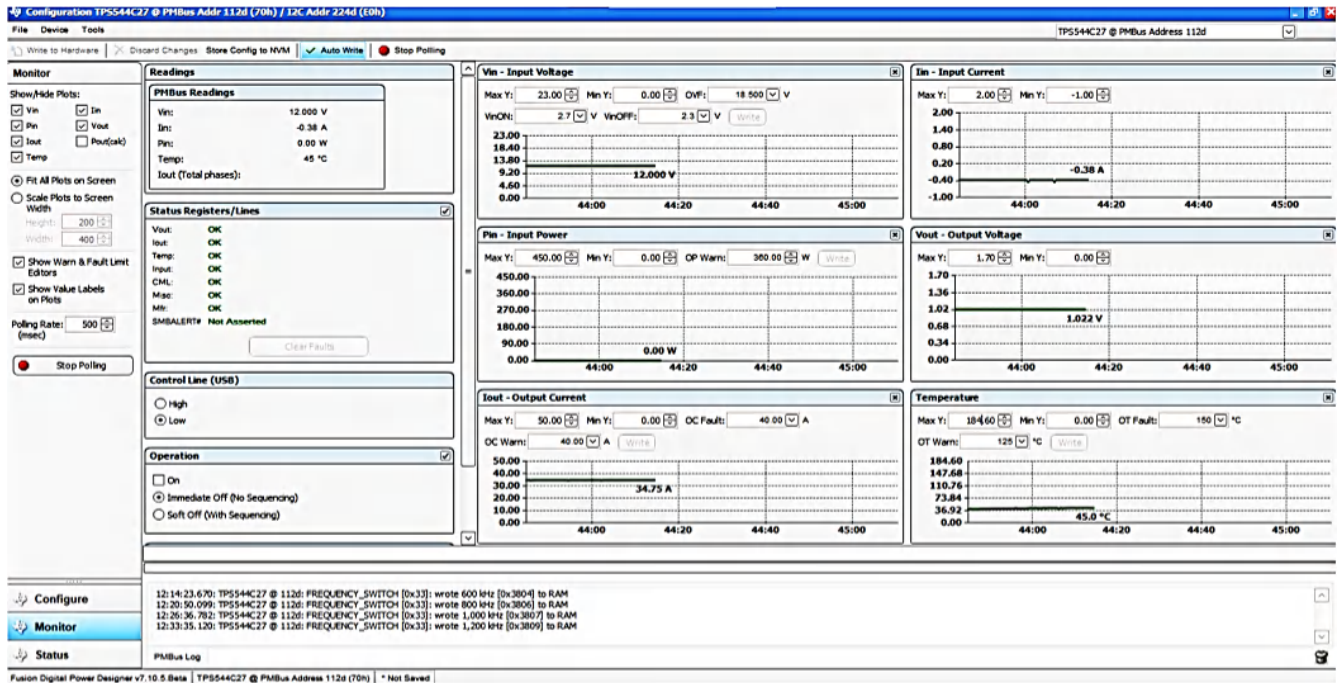 Configuration TPS544C27 @ PMBus Addr 112d (70h) / I2C Addr 224d (E0h)
File Device Tools
TPS544C27 @ PMBus Address 112d
Write to Hardware Discard Changes Store Config to NVM Auto Write Stop Polling
Monitor
Show/Hide Plots:
Vin Iin
Pin Vout
Iout Pout(calc)
Temp
Fit All Plots on Screen
Scale Plots to Screen
Width
Height: 200
Width: 400
Show Warn & Fault Limit
Editors
Show Value Labels
on Plots
Polling Rate: 500
(msec)
Stop Polling
Readings
PMBus Readings
Vin: 12.000 V
Iin: -0.38 A
Pin: 0.00 W
Temp: 45 °C
Iout (Total phases):
Status Registers/Lines
Vout: OK
Iout: OK
Temp: OK
Input: OK
CML: OK
Misc: OK
Mfr: OK
SMBALERT# Not Asserted
Clear Faults
Control Line (USB)
High
Low
Operation
On
Immediate Off (No Sequencing)
Soft Off (With Sequencing)
Vin - Input Voltage
Max Y: 23.00 Min Y: 0.00 OVF: 18.500 V
VinON: 2.7 V VinOFF: 2.3 V Write
23.00
18.40
13.80
9.20
4.60
0.00
12.000 V
44:00 44:20 44:40 45:00
Iin - Input Current
Max Y: 2.00 Min Y: -1.00
2.00
1.40
0.80
0.20
-0.40
-1.00
-0.38 A
44:00 44:20 44:40 45:00
Pin - Input Power
Max Y: 450.00 Min Y: 0.00 OP Warn: 360.00 W Write
450.00
360.00
270.00
180.00
90.00
0.00
0.00 W
44:00 44:20 44:40 45:00
Vout - Output Voltage
Max Y: 1.70 Min Y: 0.00
1.70
1.36
1.02
0.68
0.34
0.00
1.022 V
44:00 44:20 44:40 45:00
Iout - Output Current
Max Y: 50.00 Min Y: 0.00 OC Fault: 40.00 A
OC Warn: 40.00 A Write
50.00
40.00
30.00
20.00
10.00
0.00
34.75 A
44:00 44:20 44:40 45:00
Temperature
Max Y: 184.60 Min Y: 0.00 OT Fault: 150 °C
OT Warn: 125 °C Write
184.60
147.68
110.76
73.84
36.92
0.00
45.0 °C
44:00 44:20 44:40 45:00
Configure
Monitor
Status
12:14:23.670: TPS544C27 @ 112d: FREQUENCY_SWITCH [0x33]: wrote 600 kHz [0x3804] to RAM
12:20:50.099: TPS544C27 @ 112d: FREQUENCY_SWITCH [0x33]: wrote 800 kHz [0x3806] to RAM
12:26:36.782: TPS544C27 @ 112d: FREQUENCY_SWITCH [0x33]: wrote 1,000 kHz [0x3807] to RAM
12:33:35.120: TPS544C27 @ 112d: FREQUENCY_SWITCH [0x33]: wrote 1,200 kHz [0x3809] to RAM
PMBus Log
Fusion Digital Power Designer v7.10.5.Beta TPS544C27 @ PMBus Address 112d (70h) * Not Saved